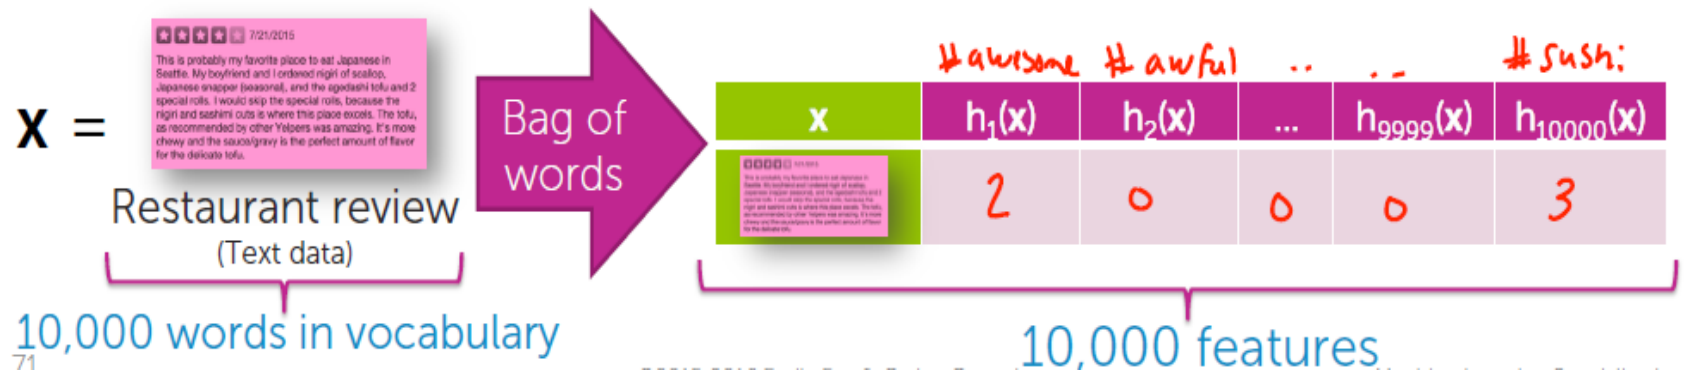 7/21/2015
This is probably my favorite place to eat Japanese in
Seattle. My boyfriend and I ordered nigiri of scallop,
Japanese snapper (seasonal), and the agedashi tofu and 2
special rolls. I would skip the special rolls, because the
nigiri and sashimi cuts is where this place excels. The tofu,
as recommended by other Yelpers was amazing. It's more
chewy and the sauce/gravy is the perfect amount of flavor
for the delicate tofu.
X =
Restaurant review
(Text data)
10,000 words in vocabulary
71
Bag of
words
#awesome #awful .. .. #sushi
x h1(x) h2(x) ... h9999(x) h10000(x)
2 0 0 0 3
10,000 features